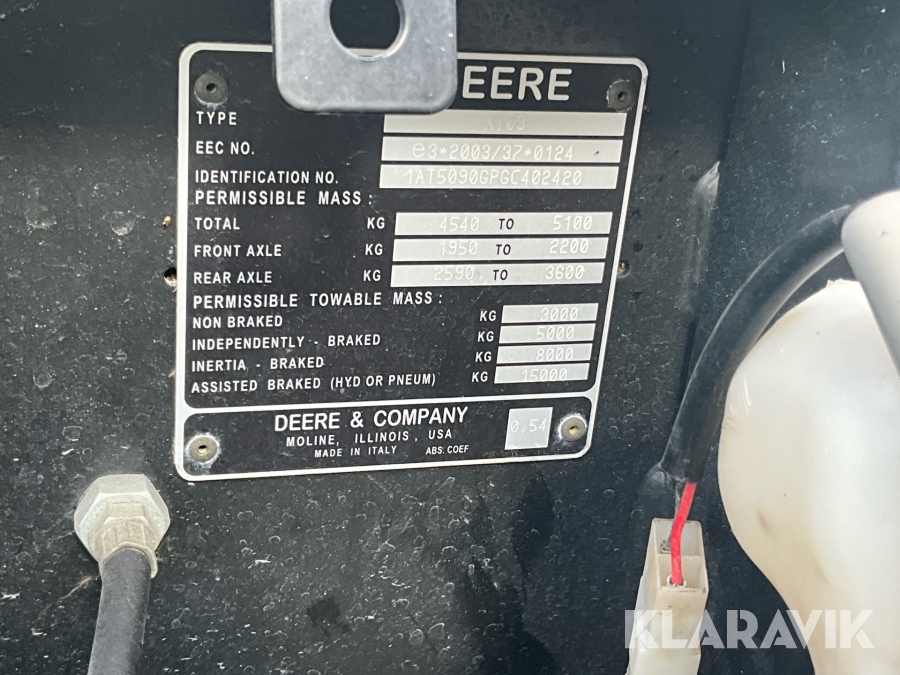 DEERE
TYPE AT03
EEC NO. e3*2003/37*0124
IDENTIFICATION NO. 1AT5090GPGC402420
PERMISSIBLE MASS :
TOTAL KG 4540 TO 5100
FRONT AXLE KG 1950 TO 2200
REAR AXLE KG 2590 TO 3600
PERMISSIBLE TOWABLE MASS :
NON BRAKED KG 3000
INDEPENDENTLY - BRAKED KG 5000
INERTIA - BRAKED KG 8000
ASSISTED BRAKED (HYD OR PNEUM) KG 15000
DEERE & COMPANY
MOLINE, ILLINOIS, USA
MADE IN ITALY ABS. COEF 0,54
KLARAVIK